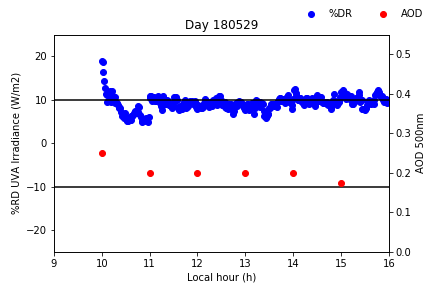 %DR
AOD
Day 180529
20
10
0
−10
−20
%RD UVA Irradiance (W/m2)
0.5
0.4
0.3
0.2
0.1
0.0
AOD 500nm
9 10 11 12 13 14 15 16
Local hour (h)